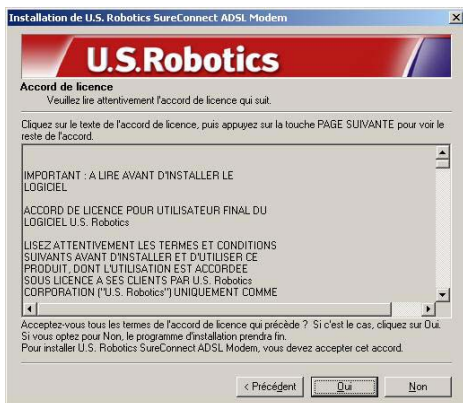 Installation de U.S. Robotics SureConnect ADSL Modem
U.S.Robotics
Accord de licence
Veuillez lire attentivement l'accord de licence qui suit.
Cliquez sur le texte de l'accord de licence, puis appuyez sur la touche PAGE SUIVANTE pour voir le
reste de l'accord.
IMPORTANT : A LIRE AVANT D'INSTALLER LE
LOGICIEL
ACCORD DE LICENCE POUR UTILISATEUR FINAL DU
LOGICIEL U.S. Robotics
LISEZ ATTENTIVEMENT LES TERMES ET CONDITIONS
SUIVANTS AVANT D'INSTALLER ET D'UTILISER CE
PRODUIT, DONT L'UTILISATION EST ACCORDEE
SOUS LICENCE A SES CLIENTS PAR U.S. Robotics
CORPORATION ("U.S. Robotics") UNIQUEMENT COMME
Acceptez-vous tous les termes de l'accord de licence qui précède ? Si c'est le cas, cliquez sur Oui.
Si vous optez pour Non, le programme d'installation prendra fin.
Pour installer U.S. Robotics SureConnect ADSL Modem, vous devez accepter cet accord.
< Précédent
Oui
Non